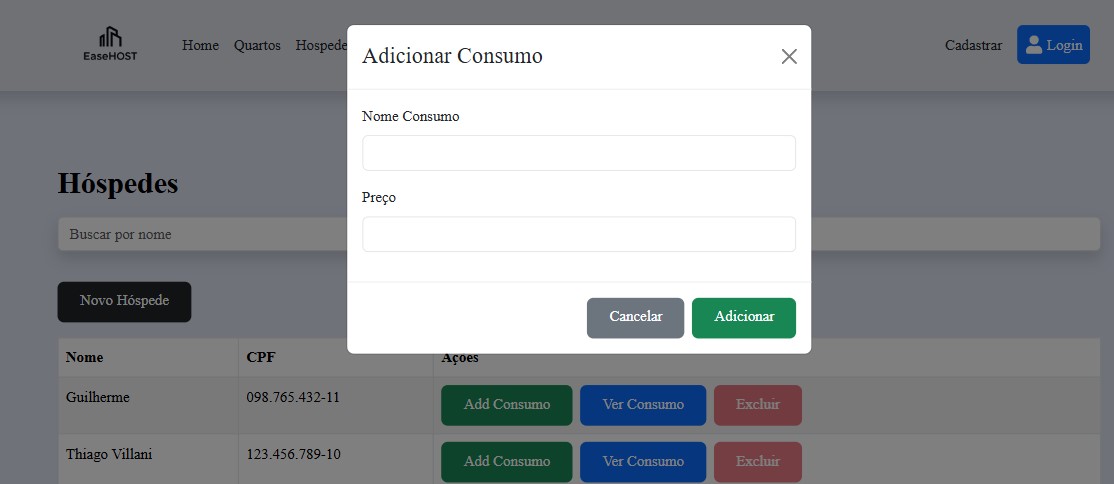 EaseHOST
Home Quartos Hospede Cadastrar Login
Adicionar Consumo
Nome Consumo
Preço
Cancelar Adicionar
Hóspedes
Buscar por nome
Novo Hóspede
Nome CPF Ações
Guilherme 098.765.432-11 Add Consumo Ver Consumo Excluir
Thiago Villani 123.456.789-10 Add Consumo Ver Consumo Excluir